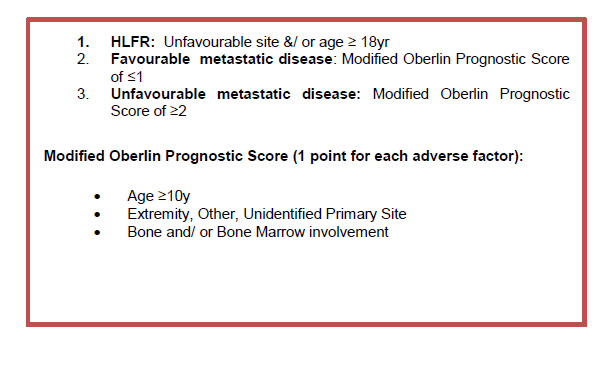 1. HLFR: Unfavourable site &/ or age ≥ 18yr
2. Favourable metastatic disease: Modified Oberlin Prognostic Score
of ≤1
3. Unfavourable metastatic disease: Modified Oberlin Prognostic
Score of ≥2
Modified Oberlin Prognostic Score (1 point for each adverse factor):
• Age ≥10y
• Extremity, Other, Unidentified Primary Site
• Bone and/ or Bone Marrow involvement